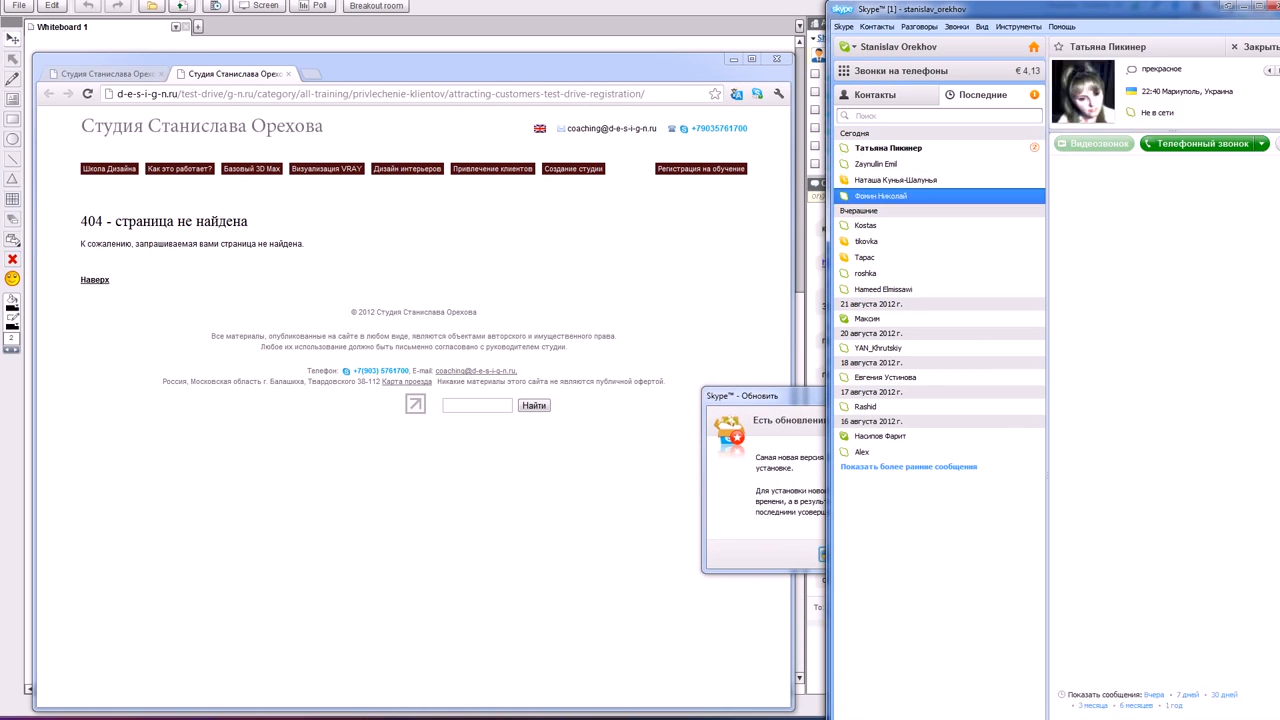 File
Edit
Screen
Poll
Breakout room
Whiteboard 1
Студия Станислава Орехо
Студия Станислава Орехс
d-e-s-i-g-n.ru/test-drive/g-n.ru/category/all-training/privlechenie-klientov/attracting-customers-test-drive-registration/
Студия Станислава Орехова
coaching@d-e-s-i-g-n.ru
+79035761700
Школа Дизайна
Как это работает?
Базовый 3D Max
Визуализация VRAY
Дизайн интерьеров
Привлечение клиентов
Создание студии
Регистрация на обучение
404 - страница не найдена
К сожалению, запрашиваемая вами страница не найдена.
Наверх
© 2012 Студия Станислава Орехова
Все материалы, опубликованные на сайте в любом виде, являются объектами авторского и имущественного права.
Любое их использование должно быть письменно согласовано с руководителем студии.
Телефон: +7(903) 5761700, E-mail: coaching@d-e-s-i-g-n.ru,
Россия, Московская область г. Балашиха, Твардовского 38-112 Карта проезда Никакие материалы этого сайта не являются публичной офертой.
Найти
2
Skype™ - Обновить
Есть обновлени
Самая новая версия
установке.
Для установки ново
времени, а в результ
последними усоверш
То:
Skype™ [1] - stanislav_orekhov
Skype Контакты Разговоры Звонки Вид Инструменты Помощь
Stanislav Orekhov
Звонки на телефоны
€ 4,13
Контакты
Последние
1
Поиск
Сегодня
Татьяна Пикинер
2
Zaynullin Emil
Наташа Кунья-Шалунья
Фомин Николай
Вчерашние
Kostas
tikovka
Тарас
roshka
Hameed Elmissawi
21 августа 2012 г.
Максим
20 августа 2012 г.
YAN_Khrutskiy
18 августа 2012 г.
Евгения Устинова
17 августа 2012 г.
Rashid
16 августа 2012 г.
Насипов Фарит
Alex
Показать более ранние сообщения
Татьяна Пикинер
Закрыть
прекрасное
22:40 Мариуполь, Украина
Не в сети
Видеозвонок
Телефонный звонок
Показать сообщения: Вчера • 7 дней • 30 дней
• 3 месяца • 6 месяцев • 1 год